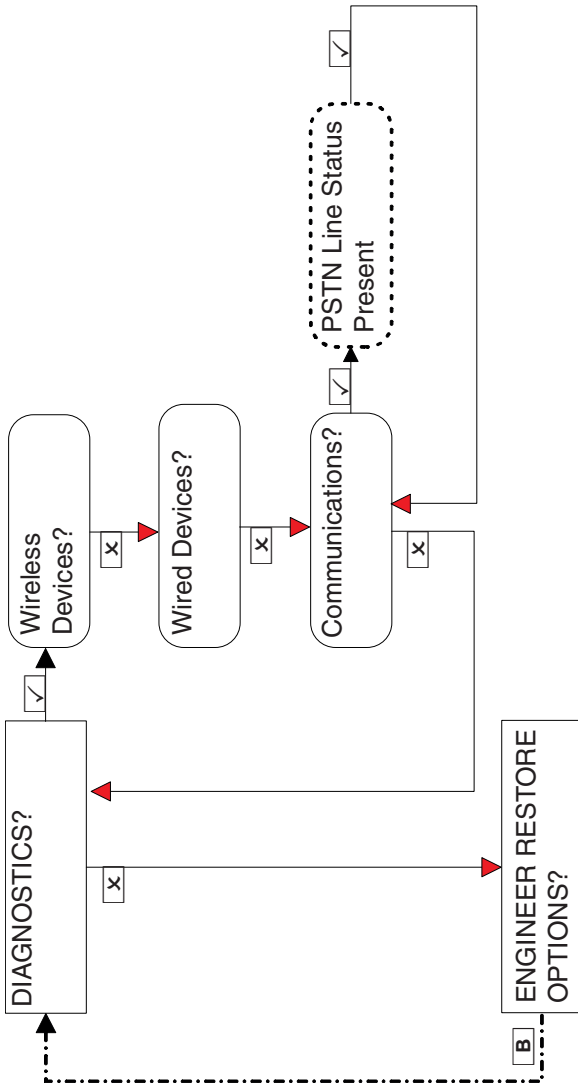 DIAGNOSTICS?
✓
Wireless
Devices?
✗
Wired Devices?
✗
Communications?
✓
PSTN Line Status
Present
✓
✗
✗
B
ENGINEER RESTORE
OPTIONS?